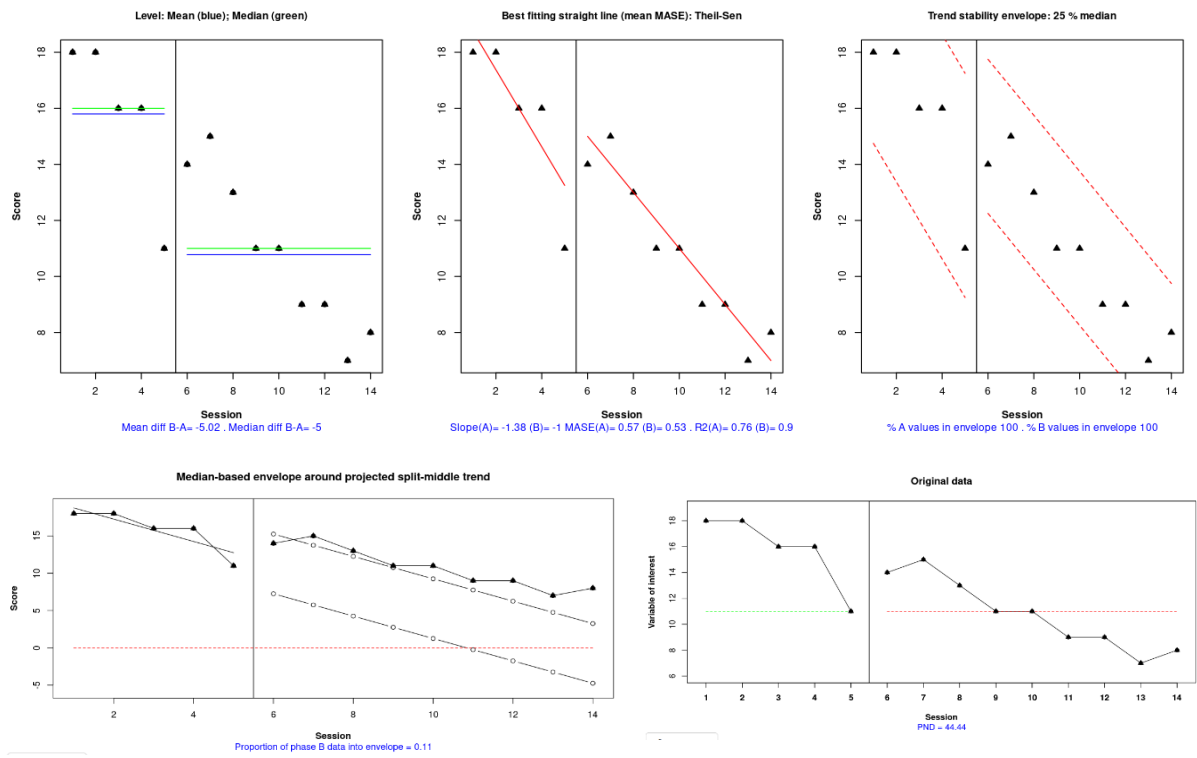 Level: Mean (blue); Median (green)
Score
18
16
14
12
10
8
2 4 6 8 10 12 14
Session
Mean diff B-A= -5.02 . Median diff B-A= -5
Best fitting straight line (mean MASE): Theil-Sen
Score
18
16
14
12
10
8
2 4 6 8 10 12 14
Session
Slope(A)= -1.38 (B)= -1 MASE(A)= 0.57 (B)= 0.53 . R2(A)= 0.76 (B)= 0.9
Trend stability envelope: 25 % median
Score
18
16
14
12
10
8
2 4 6 8 10 12 14
Session
% A values in envelope 100 . % B values in envelope 100
Median-based envelope around projected split-middle trend
Score
15
10
5
0
-5
2 4 6 8 10 12 14
Session
Proportion of phase B data into envelope = 0.11
Original data
Variable of interest
18
16
14
12
10
8
6
1 2 3 4 5 6 7 8 9 10 11 12 13 14
Session
PND = 44.44